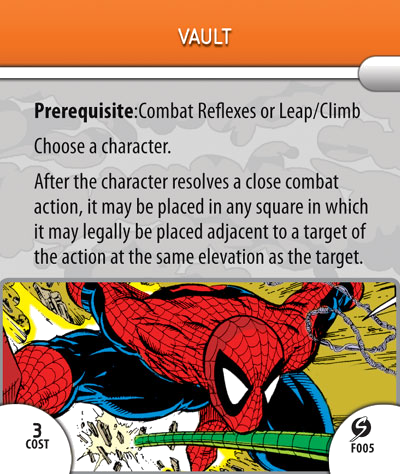 VAULT
Prerequisite:Combat Reflexes or Leap/Climb
Choose a character.
After the character resolves a close combat
action, it may be placed in any square in which
it may legally be placed adjacent to a target of
the action at the same elevation as the target.
3
COST
F005